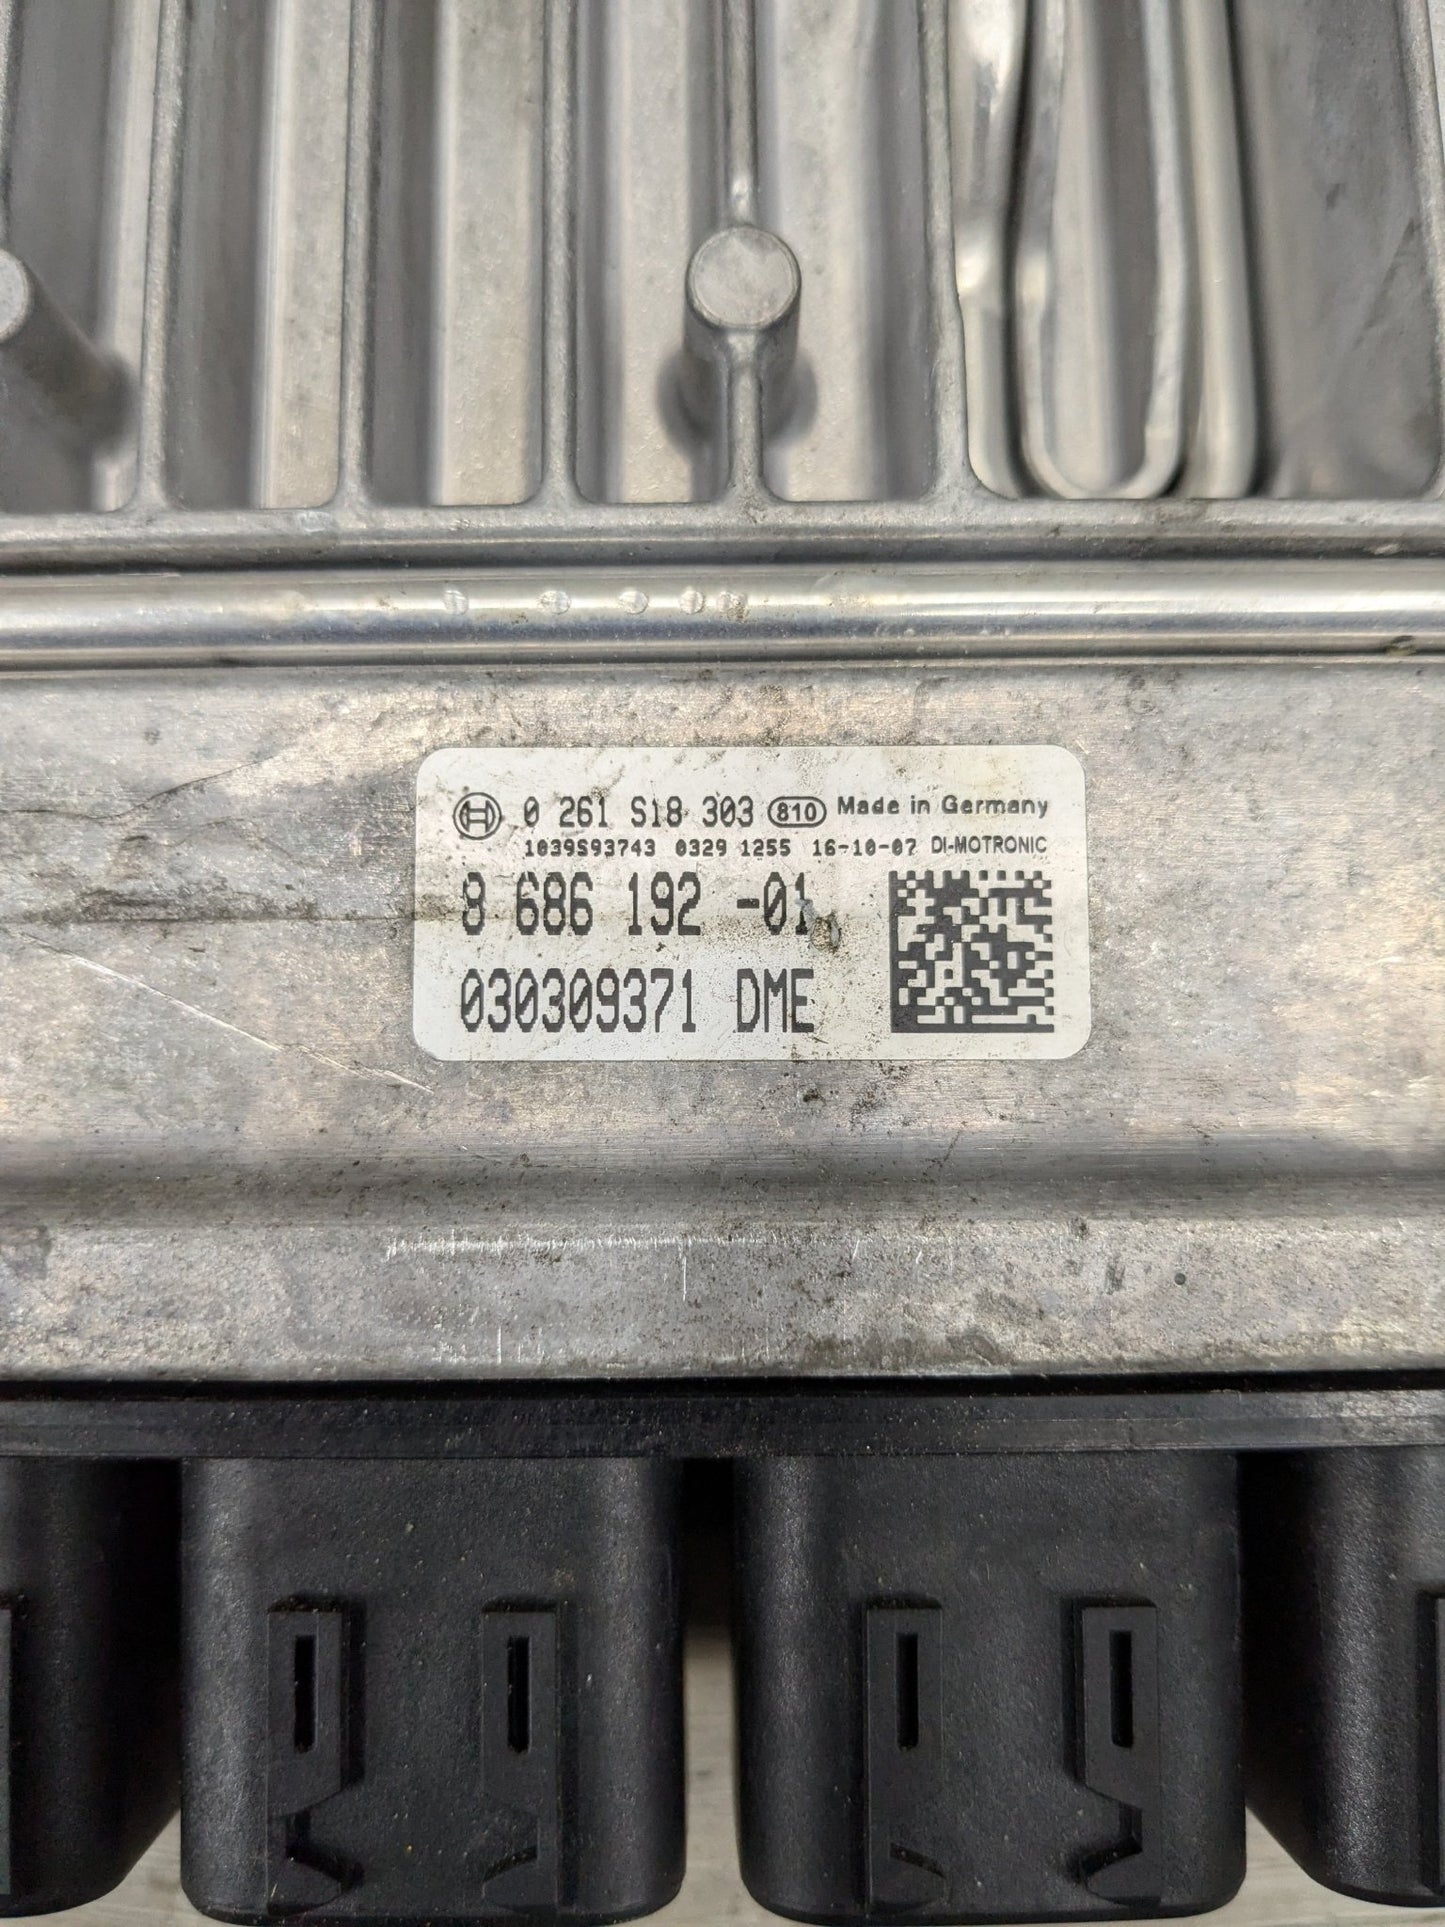 0 261 S18 303 810 Made in Germany
1039S93743 0329 1255 16-10-07 DI-MOTRONIC
8 686 192 -01
030309371 DME